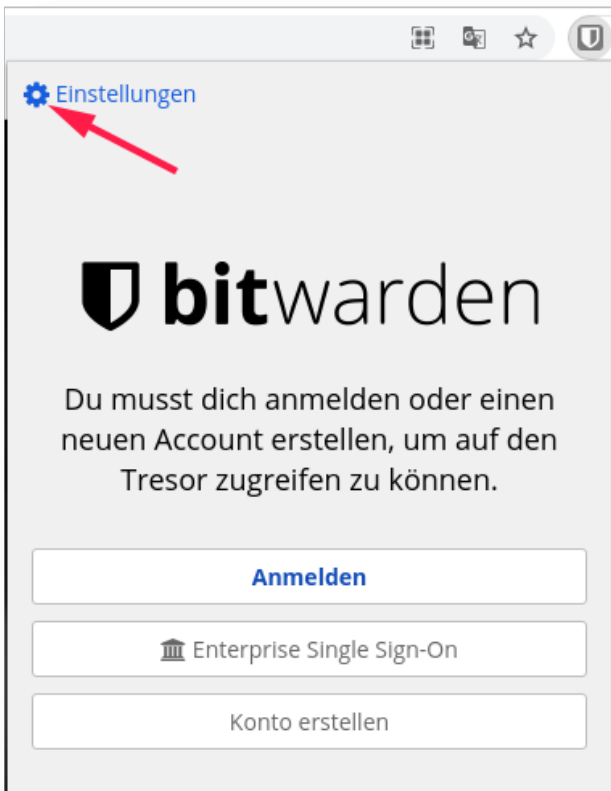 Einstellungen
bitwarden
Du musst dich anmelden oder einen
neuen Account erstellen, um auf den
Tresor zugreifen zu können.
Anmelden
Enterprise Single Sign-On
Konto erstellen